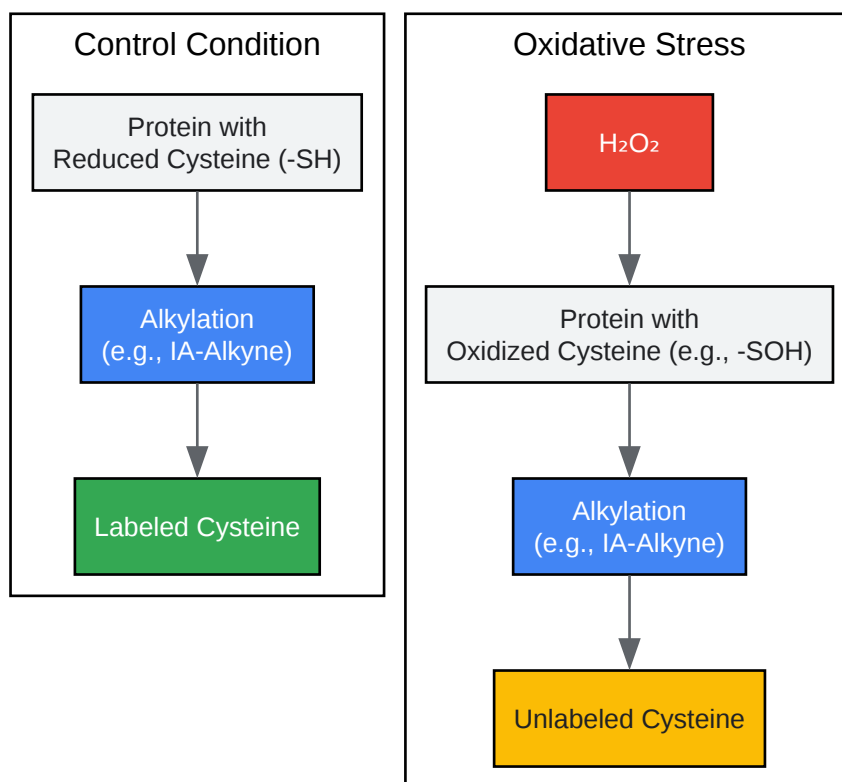 Control Condition
Protein with
Reduced Cysteine (-SH)
Alkylation
(e.g., IA-Alkyne)
Labeled Cysteine
Oxidative Stress
H₂O₂
Protein with
Oxidized Cysteine (e.g., -SOH)
Alkylation
(e.g., IA-Alkyne)
Unlabeled Cysteine